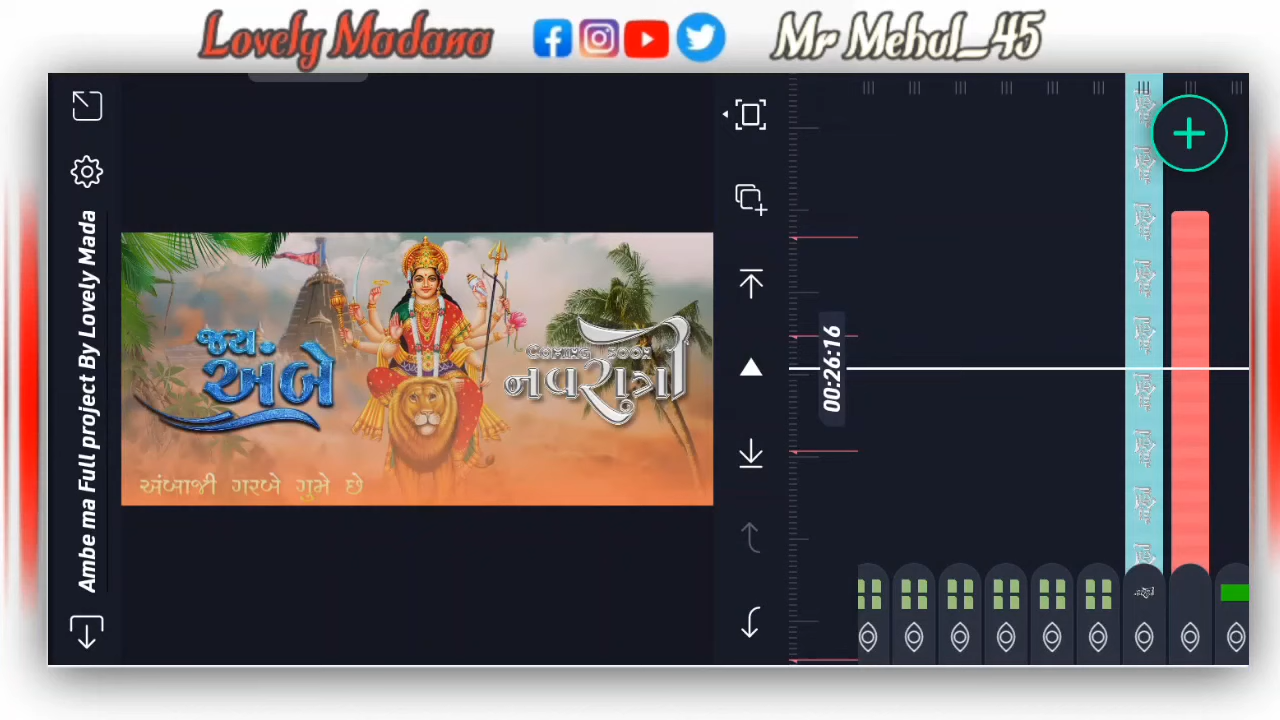 Lovely Madana
Mr Mehul_45
Ambe ma Full project By Lovely Mada
જય
અંબે
COMING SOON
નવરાત્રી
અંબાજી ગરબે ગુમે છે
00:26:16